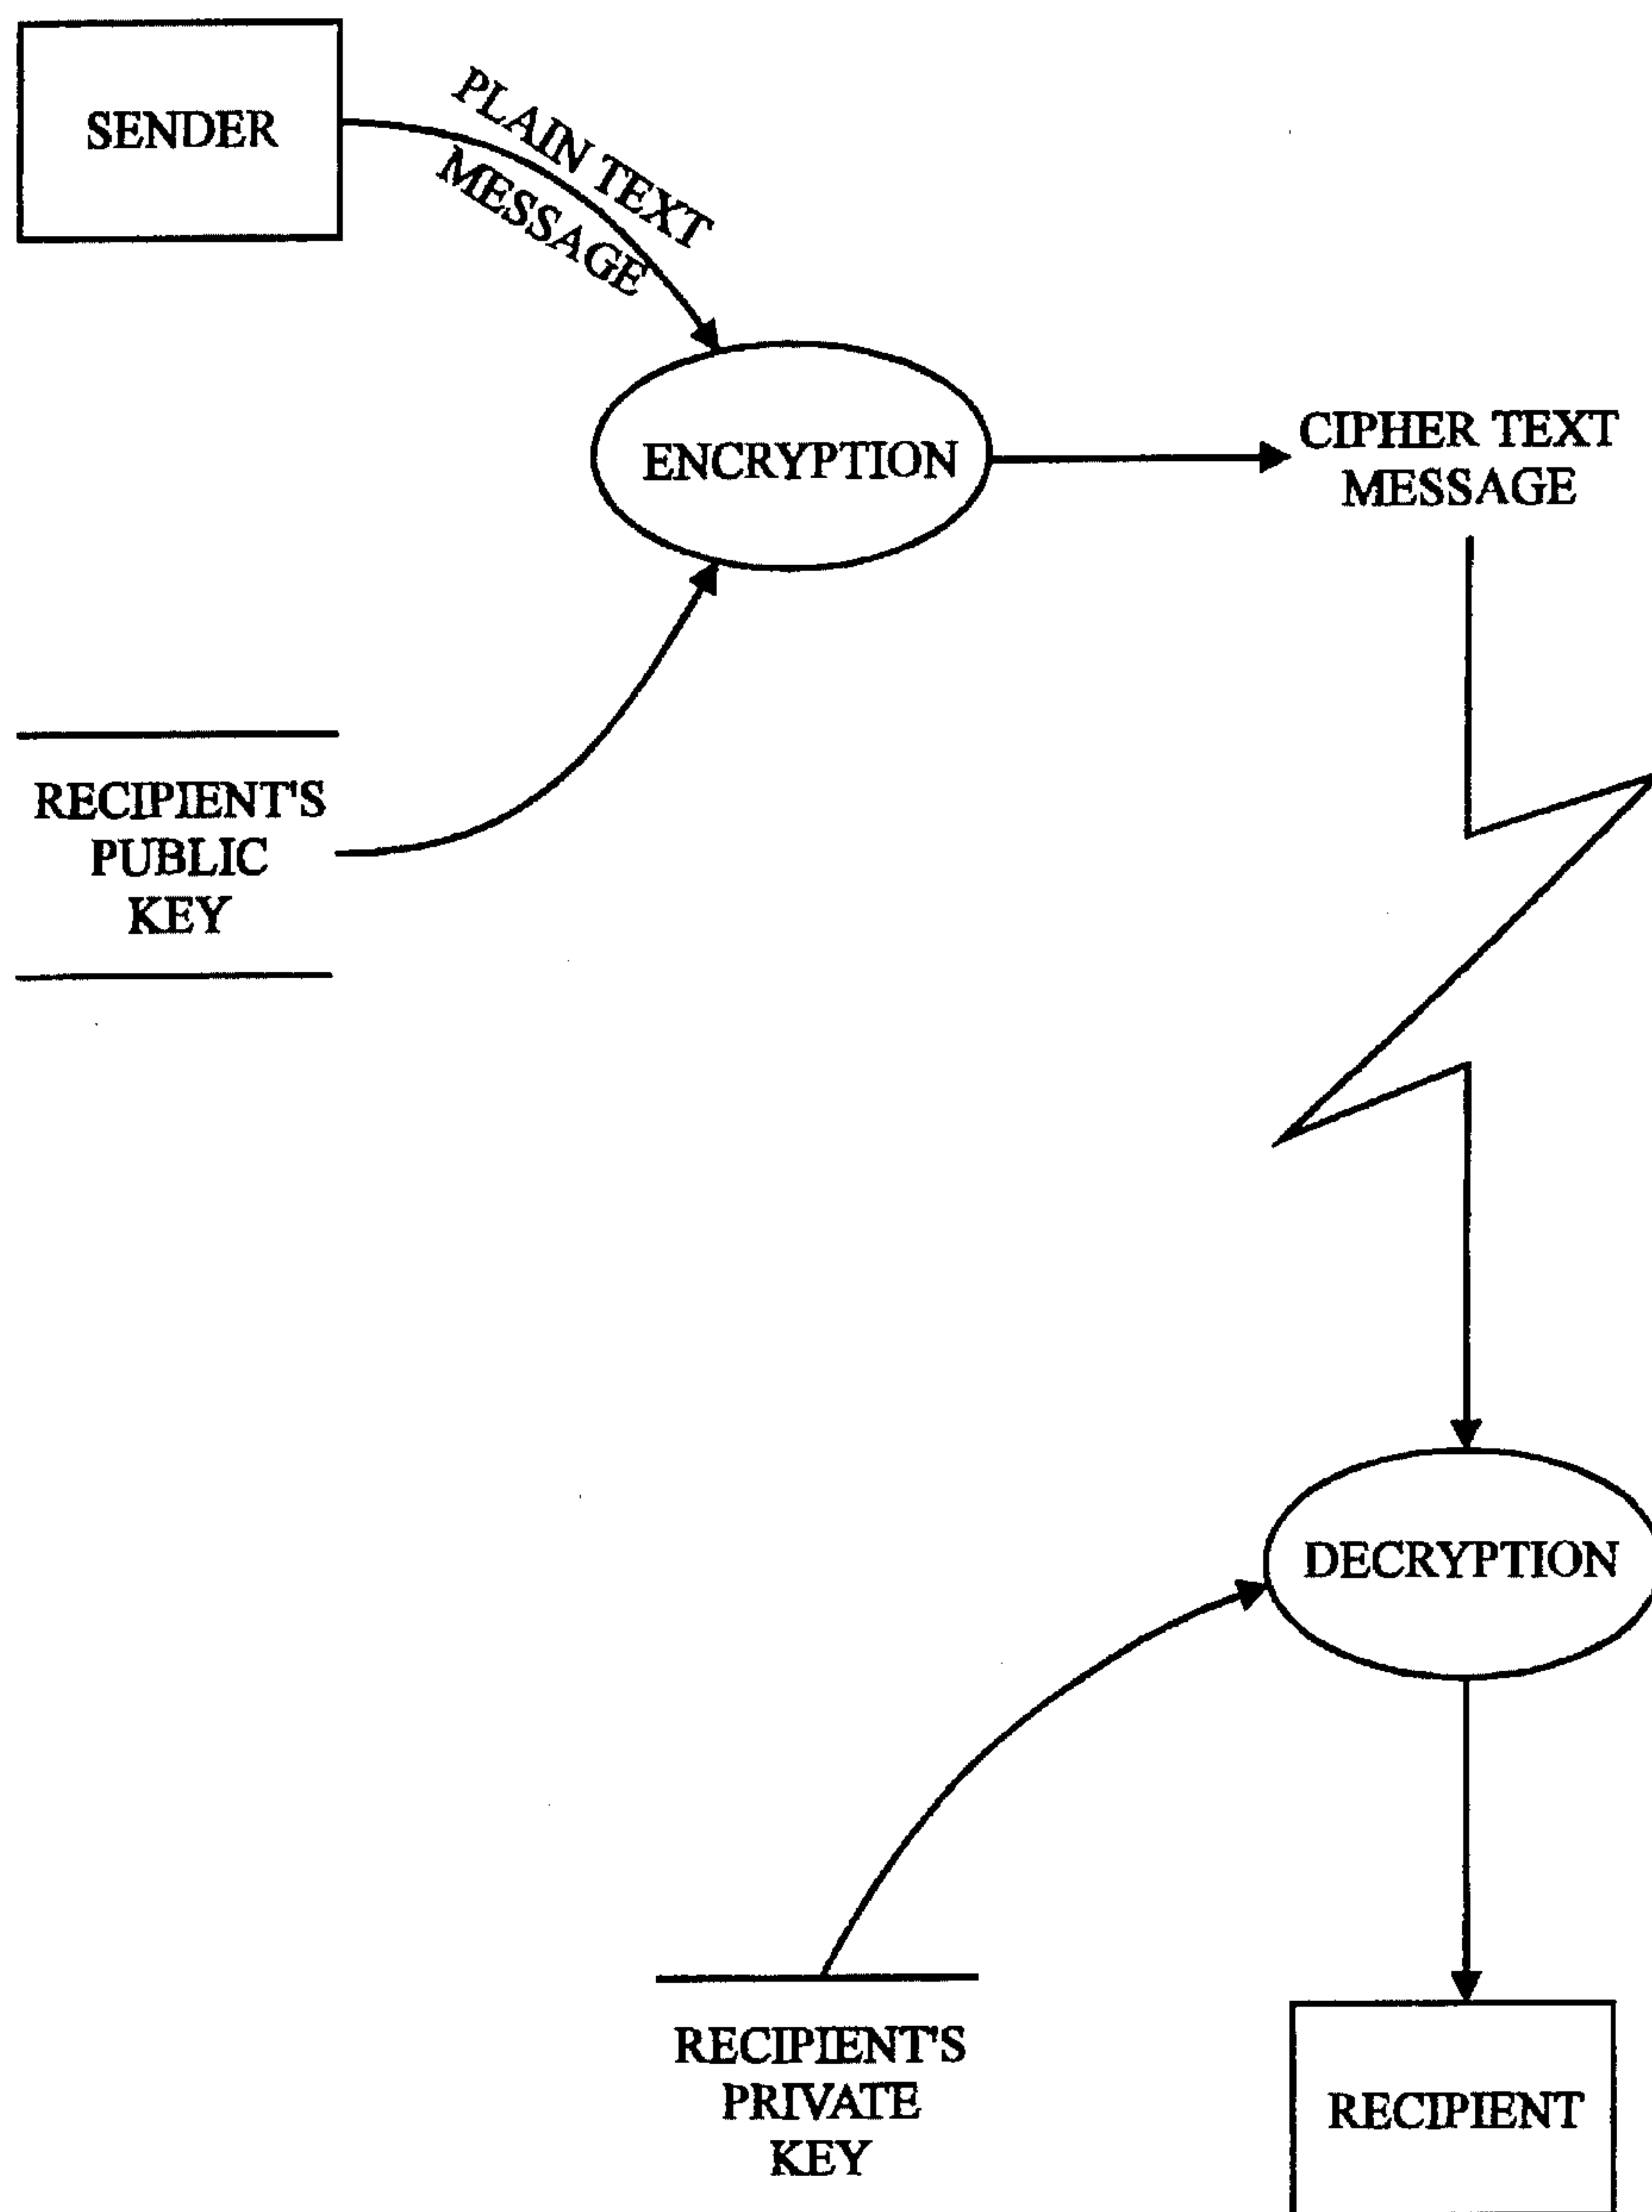 SENDER
PLAIN TEXT
MESSAGE
ENCRYPTION
CIPHER TEXT
MESSAGE
RECIPIENT'S
PUBLIC
KEY
DECRYPTION
RECIPIENT'S
PRIVATE
KEY
RECIPIENT